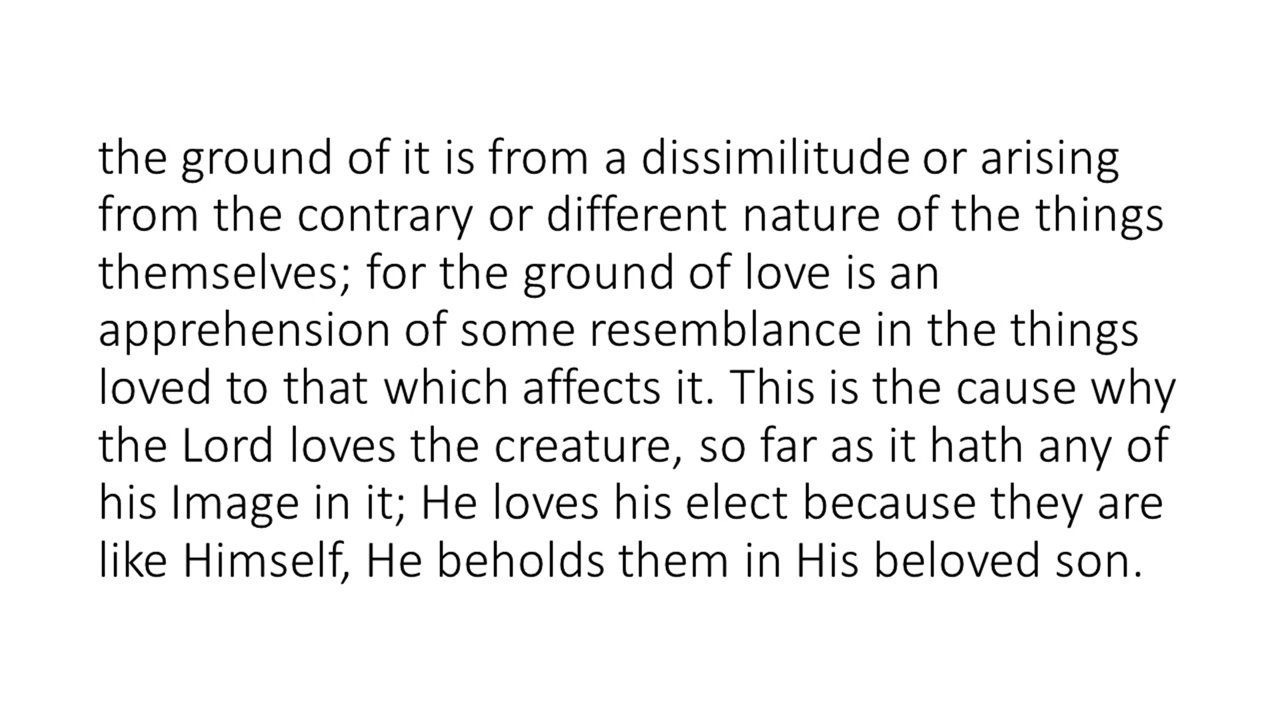 the ground of it is from a dissimilitude or arising
from the contrary or different nature of the things
themselves; for the ground of love is an
apprehension of some resemblance in the things
loved to that which affects it. This is the cause why
the Lord loves the creature, so far as it hath any of
his Image in it; He loves his elect because they are
like Himself, He beholds them in His beloved son.